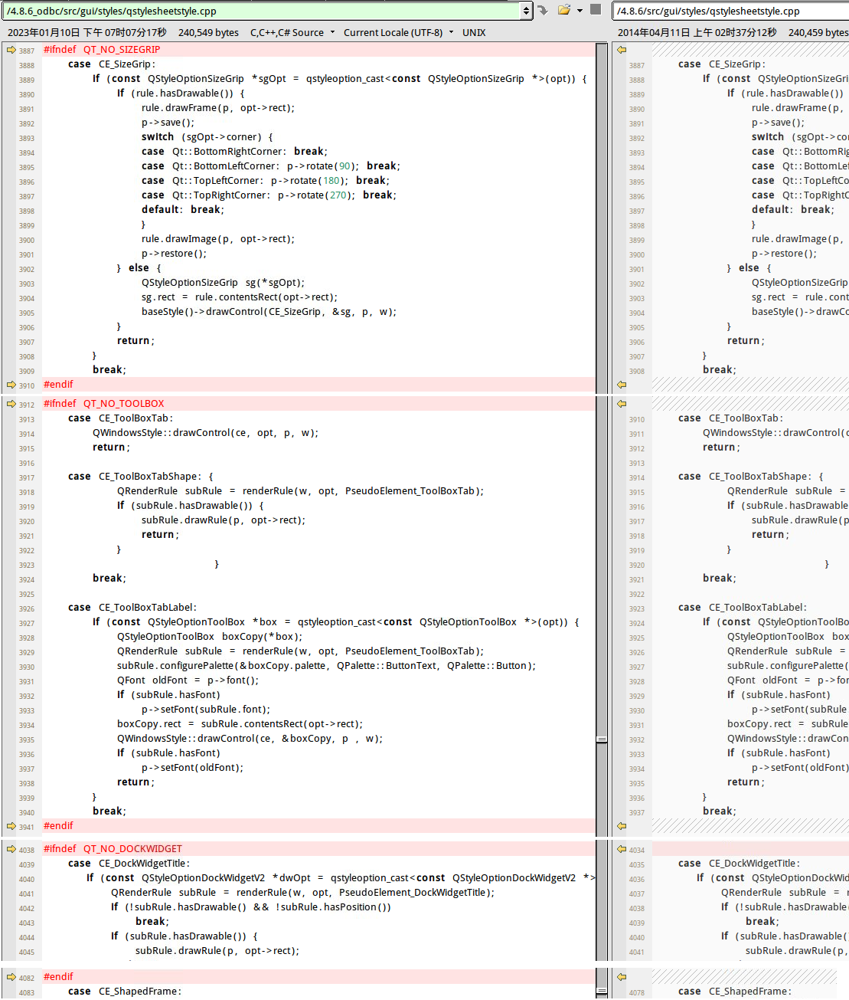 /4.8.6_odbc/src/gui/styles/qstylesheetstyle.cpp
2023年01月10日 下午 07时07分17秒 240,549 bytes C,C++,C# Source Current Locale (UTF-8) UNIX
3887 #ifndef QT_NO_SIZEGRIP
3888 case CE_SizeGrip:
3889 if (const QStyleOptionSizeGrip *sgOpt = qstyleoption_cast<const QStyleOptionSizeGrip *>(opt)) {
3890 if (rule.hasDrawable()) {
3891 rule.drawFrame(p, opt->rect);
3892 p->save();
3893 switch (sgOpt->corner) {
3894 case Qt::BottomRightCorner: break;
3895 case Qt::BottomLeftCorner: p->rotate(90); break;
3896 case Qt::TopLeftCorner: p->rotate(180); break;
3897 case Qt::TopRightCorner: p->rotate(270); break;
3898 default: break;
3899 }
3900 rule.drawImage(p, opt->rect);
3901 p->restore();
3902 } else {
3903 QStyleOptionSizeGrip sg(*sgOpt);
3904 sg.rect = rule.contentsRect(opt->rect);
3905 baseStyle()->drawControl(CE_SizeGrip, &sg, p, w);
3906 }
3907 return;
3908 }
3909 break;
3910 #endif
3912 #ifndef QT_NO_TOOLBOX
3913 case CE_ToolBoxTab:
3914 QWindowsStyle::drawControl(ce, opt, p, w);
3915 return;
3916
3917 case CE_ToolBoxTabShape: {
3918 QRenderRule subRule = renderRule(w, opt, PseudoElement_ToolBoxTab);
3919 if (subRule.hasDrawable()) {
3920 subRule.drawRule(p, opt->rect);
3921 return;
3922 }
3923 }
3924 break;
3925
3926 case CE_ToolBoxTabLabel:
3927 if (const QStyleOptionToolBox *box = qstyleoption_cast<const QStyleOptionToolBox *>(opt)) {
3928 QStyleOptionToolBox boxCopy(*box);
3929 QRenderRule subRule = renderRule(w, opt, PseudoElement_ToolBoxTab);
3930 subRule.configurePalette(&boxCopy.palette, QPalette::ButtonText, QPalette::Button);
3931 QFont oldFont = p->font();
3932 if (subRule.hasFont)
3933 p->setFont(subRule.font);
3934 boxCopy.rect = subRule.contentsRect(opt->rect);
3935 QWindowsStyle::drawControl(ce, &boxCopy, p , w);
3936 if (subRule.hasFont)
3937 p->setFont(oldFont);
3938 return;
3939 }
3940 break;
3941 #endif
4038 #ifndef QT_NO_DOCKWIDGET
4039 case CE_DockWidgetTitle:
4040 if (const QStyleOptionDockWidgetV2 *dwOpt = qstyleoption_cast<const QStyleOptionDockWidgetV2 *>
4041 QRenderRule subRule = renderRule(w, opt, PseudoElement_DockWidgetTitle);
4042 if (!subRule.hasDrawable() && !subRule.hasPosition())
4043 break;
4044 if (subRule.hasDrawable()) {
4045 subRule.drawRule(p, opt->rect);
4082 #endif
4083 case CE_ShapedFrame:
/4.8.6/src/gui/styles/qstylesheetstyle.cpp
2014年04月11日 上午 02时37分12秒 240,459 bytes
3887 case CE_SizeGrip:
3888 if (const QStyleOptionSizeGri
3889 if (rule.hasDrawable())
3890 rule.drawFrame(p,
3891 p->save();
3892 switch (sgOpt->cor
3893 case Qt::BottomRig
3894 case Qt::BottomLef
3895 case Qt::TopLeftCo
3896 case Qt::TopRightC
3897 default: break;
3898 }
3899 rule.drawImage(p,
3900 p->restore();
3901 } else {
3902 QStyleOptionSizeGrip
3903 sg.rect = rule.cont
3904 baseStyle()->drawCo
3905 }
3906 return;
3907 }
3908 break;
3910 case CE_ToolBoxTab:
3911 QWindowsStyle::drawControl(c
3912 return;
3913
3914 case CE_ToolBoxTabShape: {
3915 QRenderRule subRule =
3916 if (subRule.hasDrawable
3917 subRule.drawRule(p
3918 return;
3919 }
3920 }
3921 break;
3922
3923 case CE_ToolBoxTabLabel:
3924 if (const QStyleOptionToolBo
3925 QStyleOptionToolBox box
3926 QRenderRule subRule =
3927 subRule.configurePalette(
3928 QFont oldFont = p->for
3929 if (subRule.hasFont)
3930 p->setFont(subRule.
3931 boxCopy.rect = subRule
3932 QWindowsStyle::drawCon
3933 if (subRule.hasFont)
3934 p->setFont(oldFont)
3935 return;
3936 }
3937 break;
4034
4035 case CE_DockWidgetTitle:
4036 if (const QStyleOptionDockWid
4037 QRenderRule subRule =
4038 if (!subRule.hasDrawable(
4039 break;
4040 if (subRule.hasDrawable(
4041 subRule.drawRule(p,
4078 case CE_ShapedFrame: